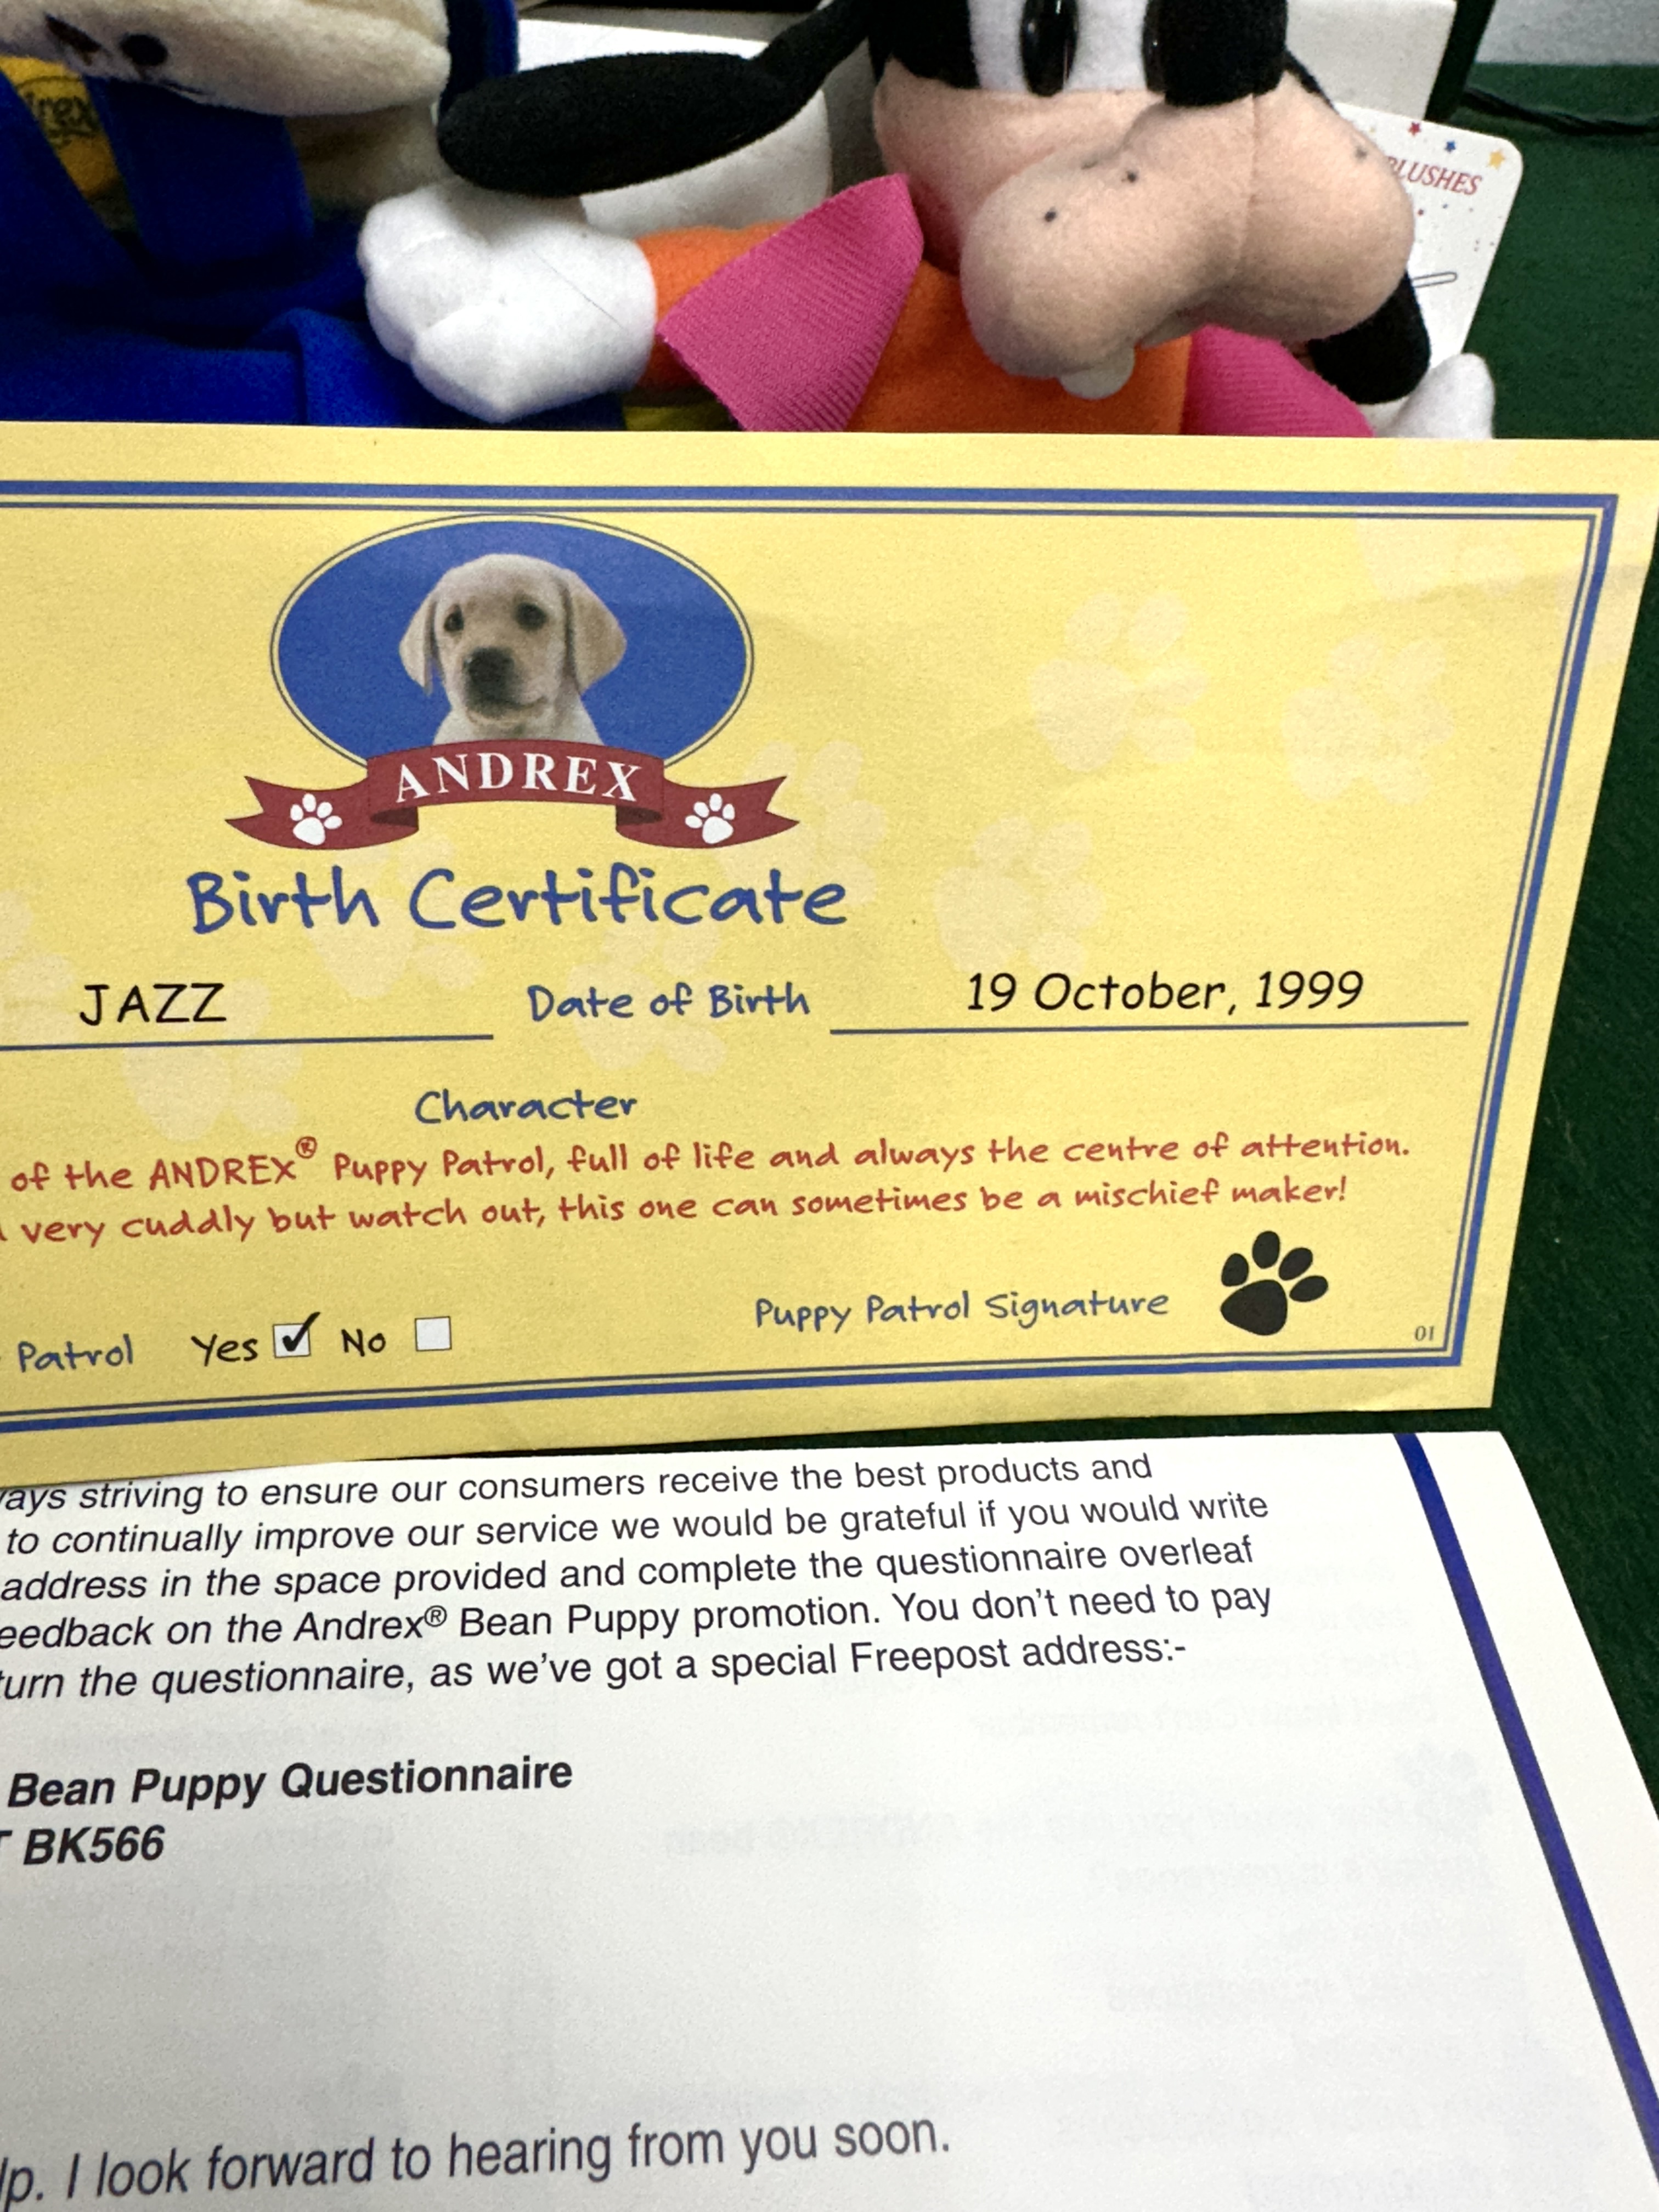 rex
PLUSHES
ANDREX
Birth Certificate
JAZZ Date of Birth 19 October, 1999
Character
of the ANDREX® Puppy Patrol, full of life and always the centre of attention.
very cuddly but watch out, this one can sometimes be a mischief maker!
Patrol Yes ✓ No
Puppy Patrol Signature
01
ways striving to ensure our consumers receive the best products and
to continually improve our service we would be grateful if you would write
address in the space provided and complete the questionnaire overleaf
eedback on the Andrex® Bean Puppy promotion. You don't need to pay
turn the questionnaire, as we've got a special Freepost address:-
Bean Puppy Questionnaire
T BK566
lp. I look forward to hearing from you soon.